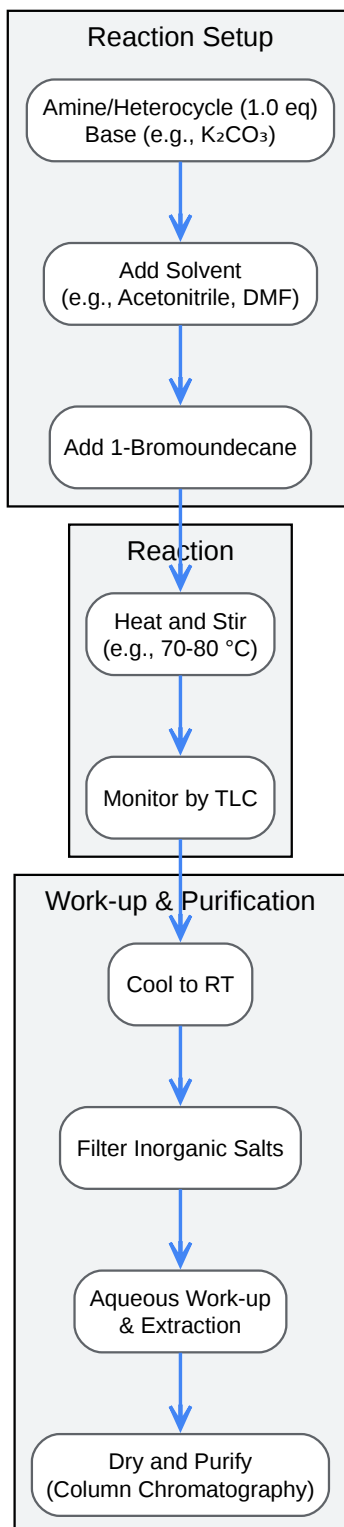 Reaction Setup
Amine/Heterocycle (1.0 eq)
Base (e.g., K₂CO₃)
Add Solvent
(e.g., Acetonitrile, DMF)
Add 1-Bromoundecane
Reaction
Heat and Stir
(e.g., 70-80 °C)
Monitor by TLC
Work-up & Purification
Cool to RT
Filter Inorganic Salts
Aqueous Work-up
& Extraction
Dry and Purify
(Column Chromatography)